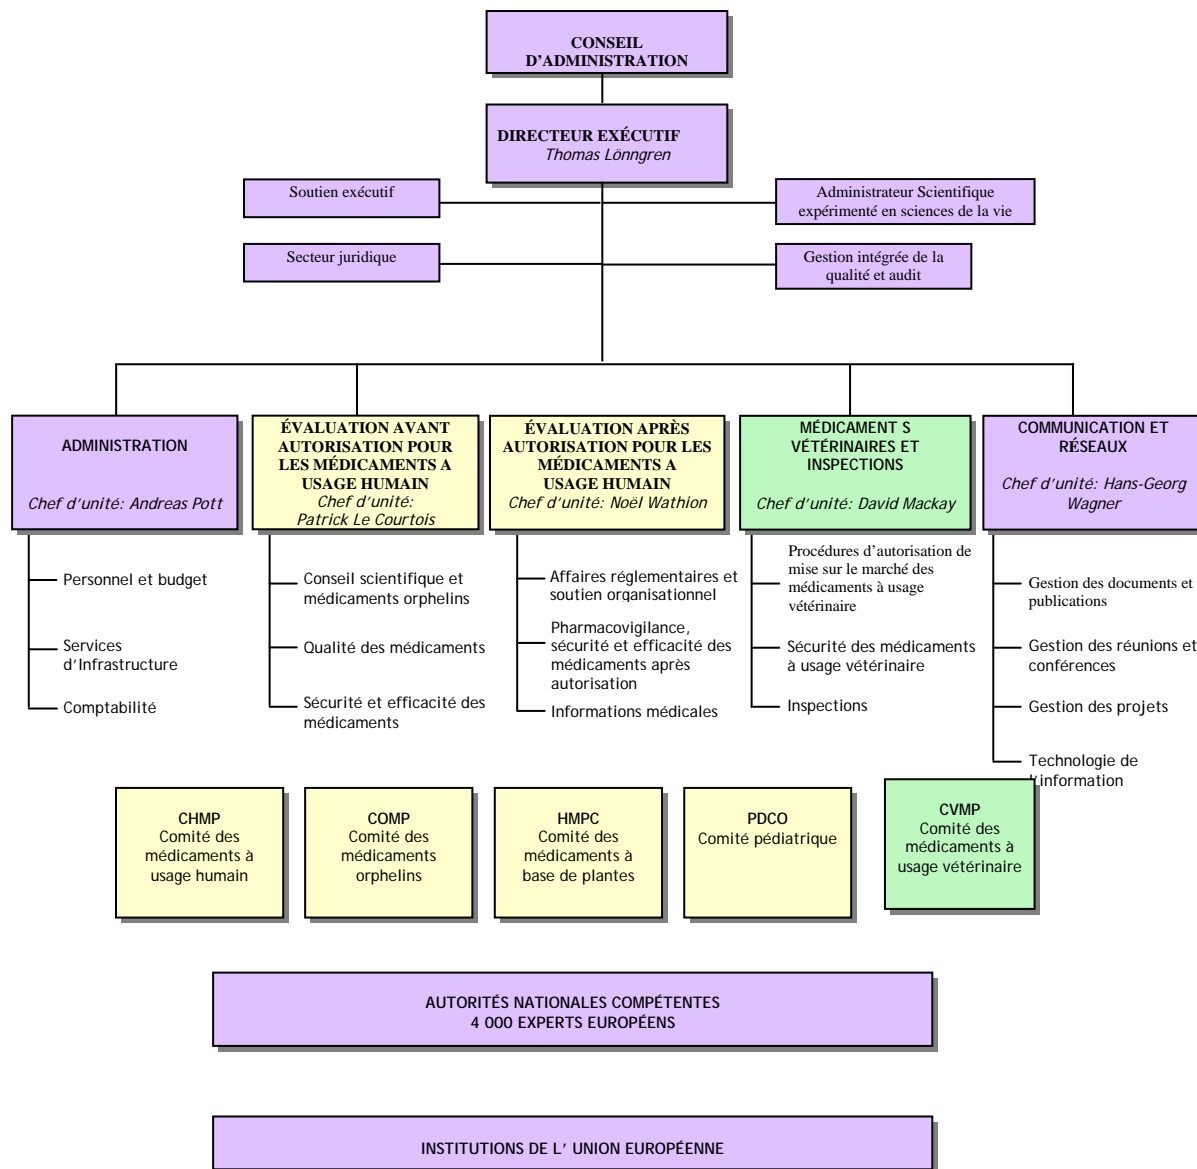 CONSEIL
D'ADMINISTRATION
DIRECTEUR EXÉCUTIF
Thomas Lönngren
Soutien exécutif
Administrateur Scientifique
expérimenté en sciences de la vie
Secteur juridique
Gestion intégrée de la
qualité et audit
ADMINISTRATION
Chef d'unité: Andreas Pott
ÉVALUATION AVANT
AUTORISATION POUR
LES MÉDICAMENTS A
USAGE HUMAIN
Chef d'unité:
Patrick Le Courtois
ÉVALUATION APRÈS
AUTORISATION POUR LES
MÉDICAMENTS A
USAGE HUMAIN
Chef d'unité: Noël Wathion
MÉDICAMENT S
VÉTÉRINAIRES ET
INSPECTIONS
Chef d'unité: David Mackay
COMMUNICATION ET
RÉSEAUX
Chef d'unité: Hans-Georg
Wagner
Personnel et budget
Services
d'Infrastructure
Comptabilité
Conseil scientifique et
médicaments orphelins
Qualité des médicaments
Sécurité et efficacité des
médicaments
Affaires réglementaires et
soutien organisationnel
Pharmacovigilance,
sécurité et efficacité des
médicaments après
autorisation
Informations médicales
Procédures d'autorisation de
mise sur le marché des
médicaments à usage
vétérinaire
Sécurité des médicaments
à usage vétérinaire
Inspections
Gestion des documents et
publications
Gestion des réunions et
conférences
Gestion des projets
Technologie de
l'information
CHMP
Comité des
médicaments à
usage humain
COMP
Comité des
médicaments
orphelins
HMPC
Comité des
médicaments à
base de plantes
PDCO
Comité pédiatrique
CVMP
Comité des
médicaments à
usage vétérinaire
AUTORITÉS NATIONALES COMPÉTENTES
4 000 EXPERTS EUROPÉENS
INSTITUTIONS DE L' UNION EUROPÉENNE